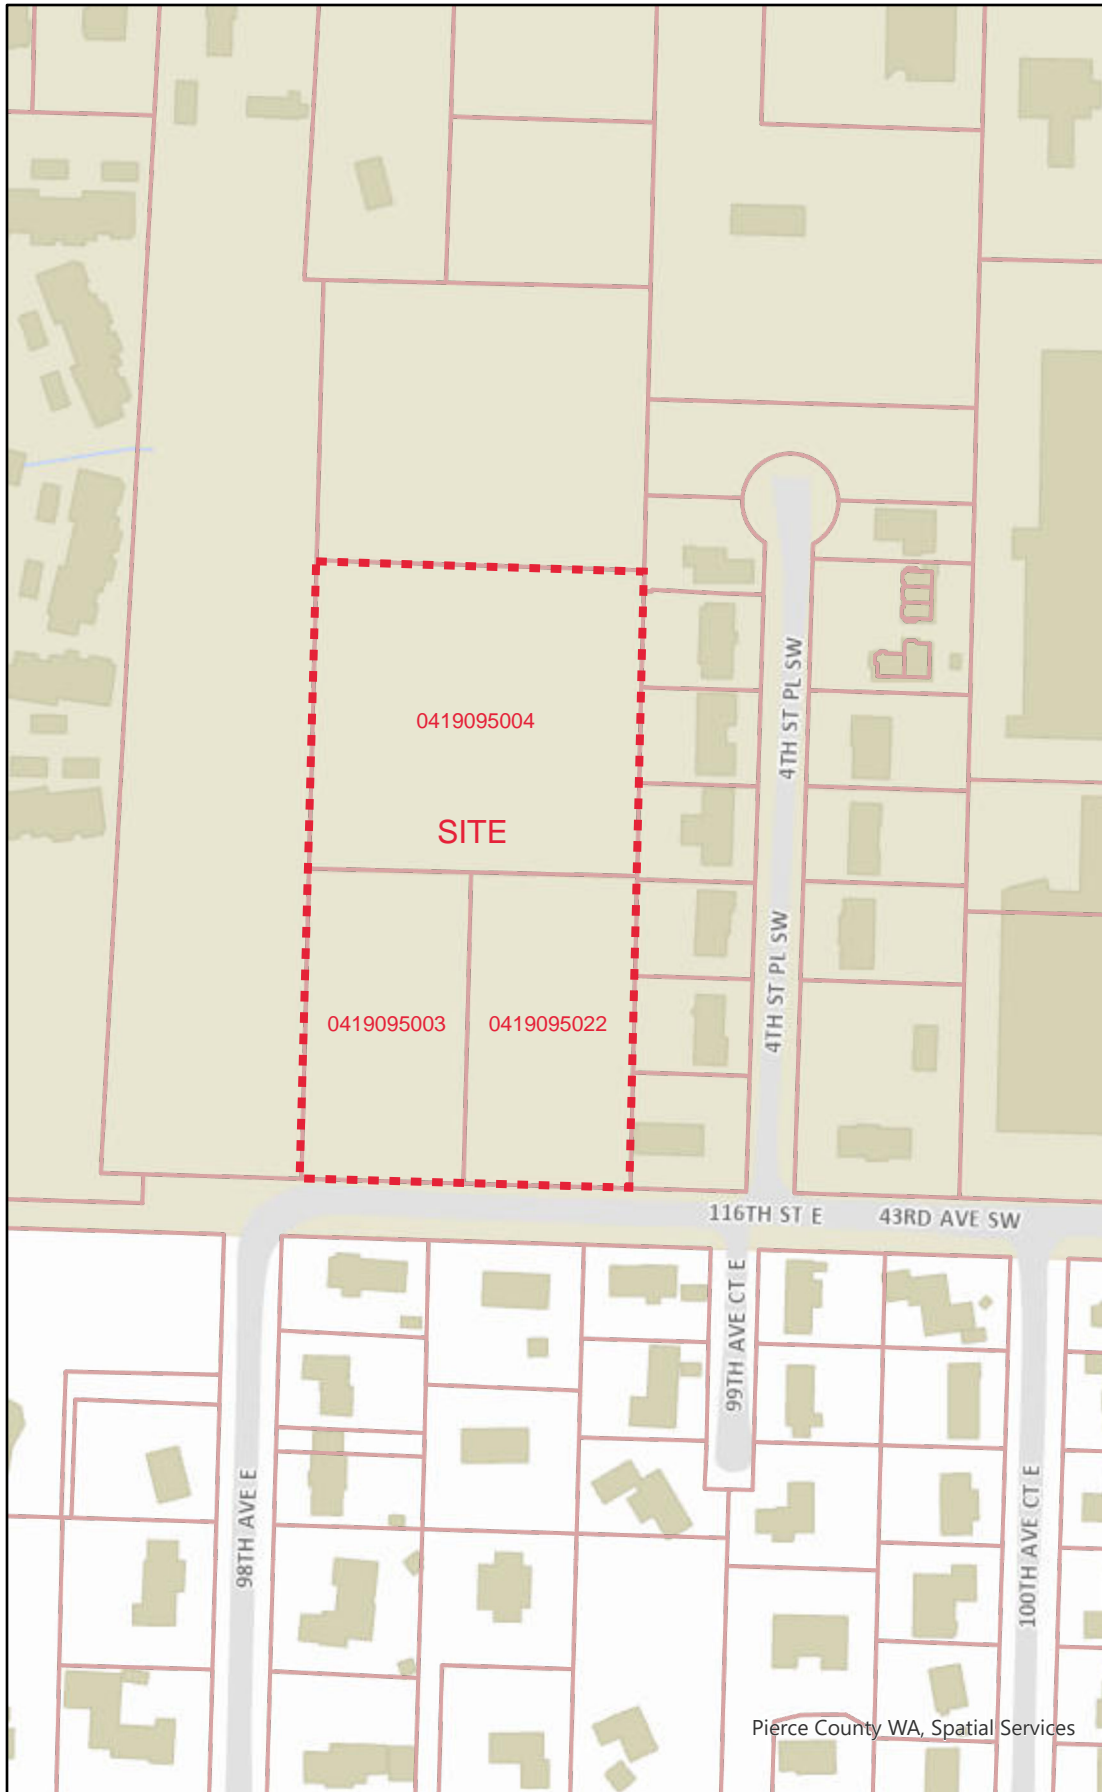 4TH ST PL SW
0419095004
SITE
4TH ST PL SW
0419095003
0419095022
116TH ST E
43RD AVE SW
99TH AVE CT E
98TH AVE E
100TH AVE CT E
Pierce County WA, Spatial Services